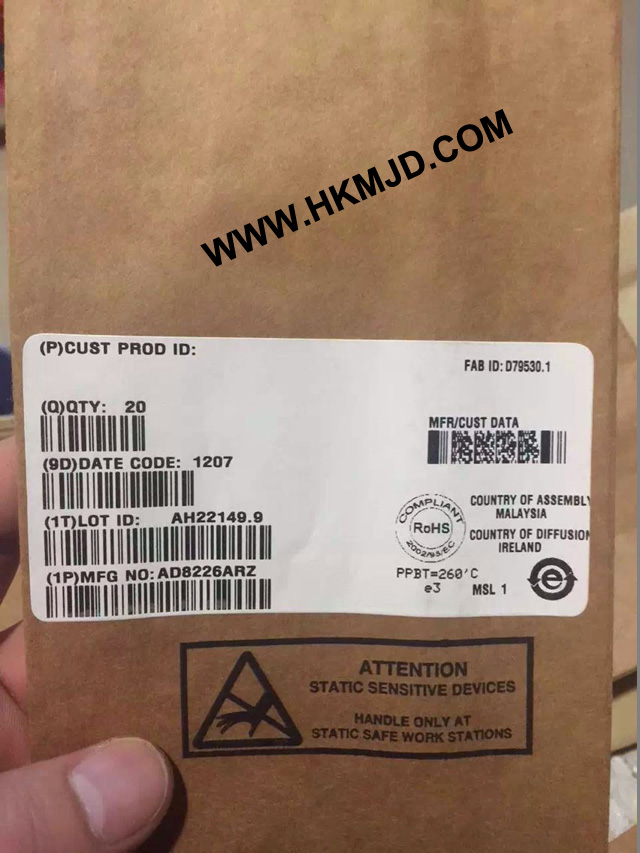 WWW.HKMJD.COM
(P)CUST PROD ID:
FAB ID: D79530.1
(Q)QTY: 20
MFR/CUST DATA
(9D)DATE CODE: 1207
(1T)LOT ID: AH22149.9
COMPLIANT
RoHS
2002/95/EC
COUNTRY OF ASSEMBLY
MALAYSIA
COUNTRY OF DIFFUSION
IRELAND
(1P)MFG NO: AD8226ARZ
PPBT=260'C
e3 MSL 1
e
ATTENTION
STATIC SENSITIVE DEVICES
HANDLE ONLY AT
STATIC SAFE WORK STATIONS